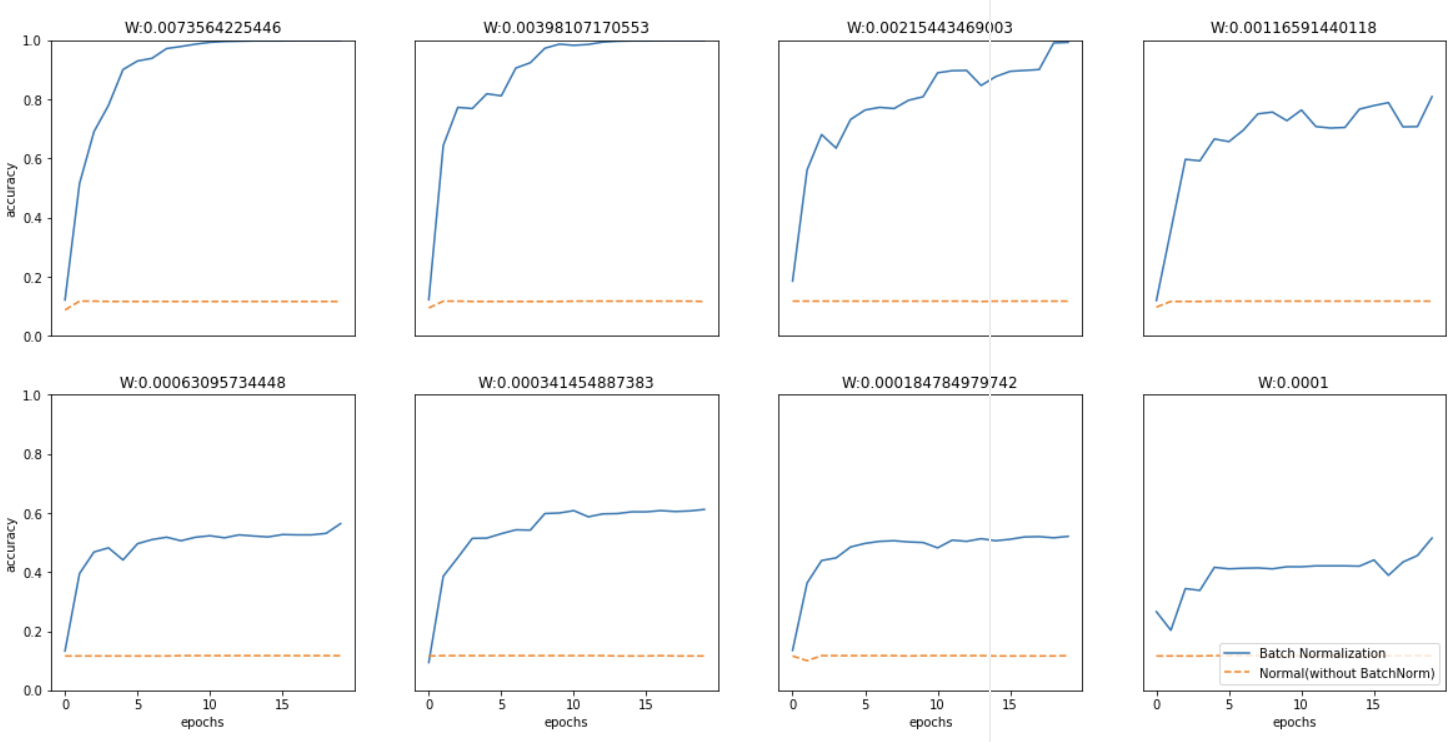 W:0.0073564225446
W:0.00398107170553
W:0.00215443469003
W:0.00116591440118
1.0
0.8
0.6
0.4
0.2
0.0
accuracy
W:0.00063095734448
W:0.000341454887383
W:0.000184784979742
W:0.0001
1.0
0.8
0.6
0.4
0.2
0.0
accuracy
Batch Normalization
Normal(without BatchNorm)
0 5 10 15
0 5 10 15
0 5 10 15
0 5 10 15
epochs
epochs
epochs
epochs